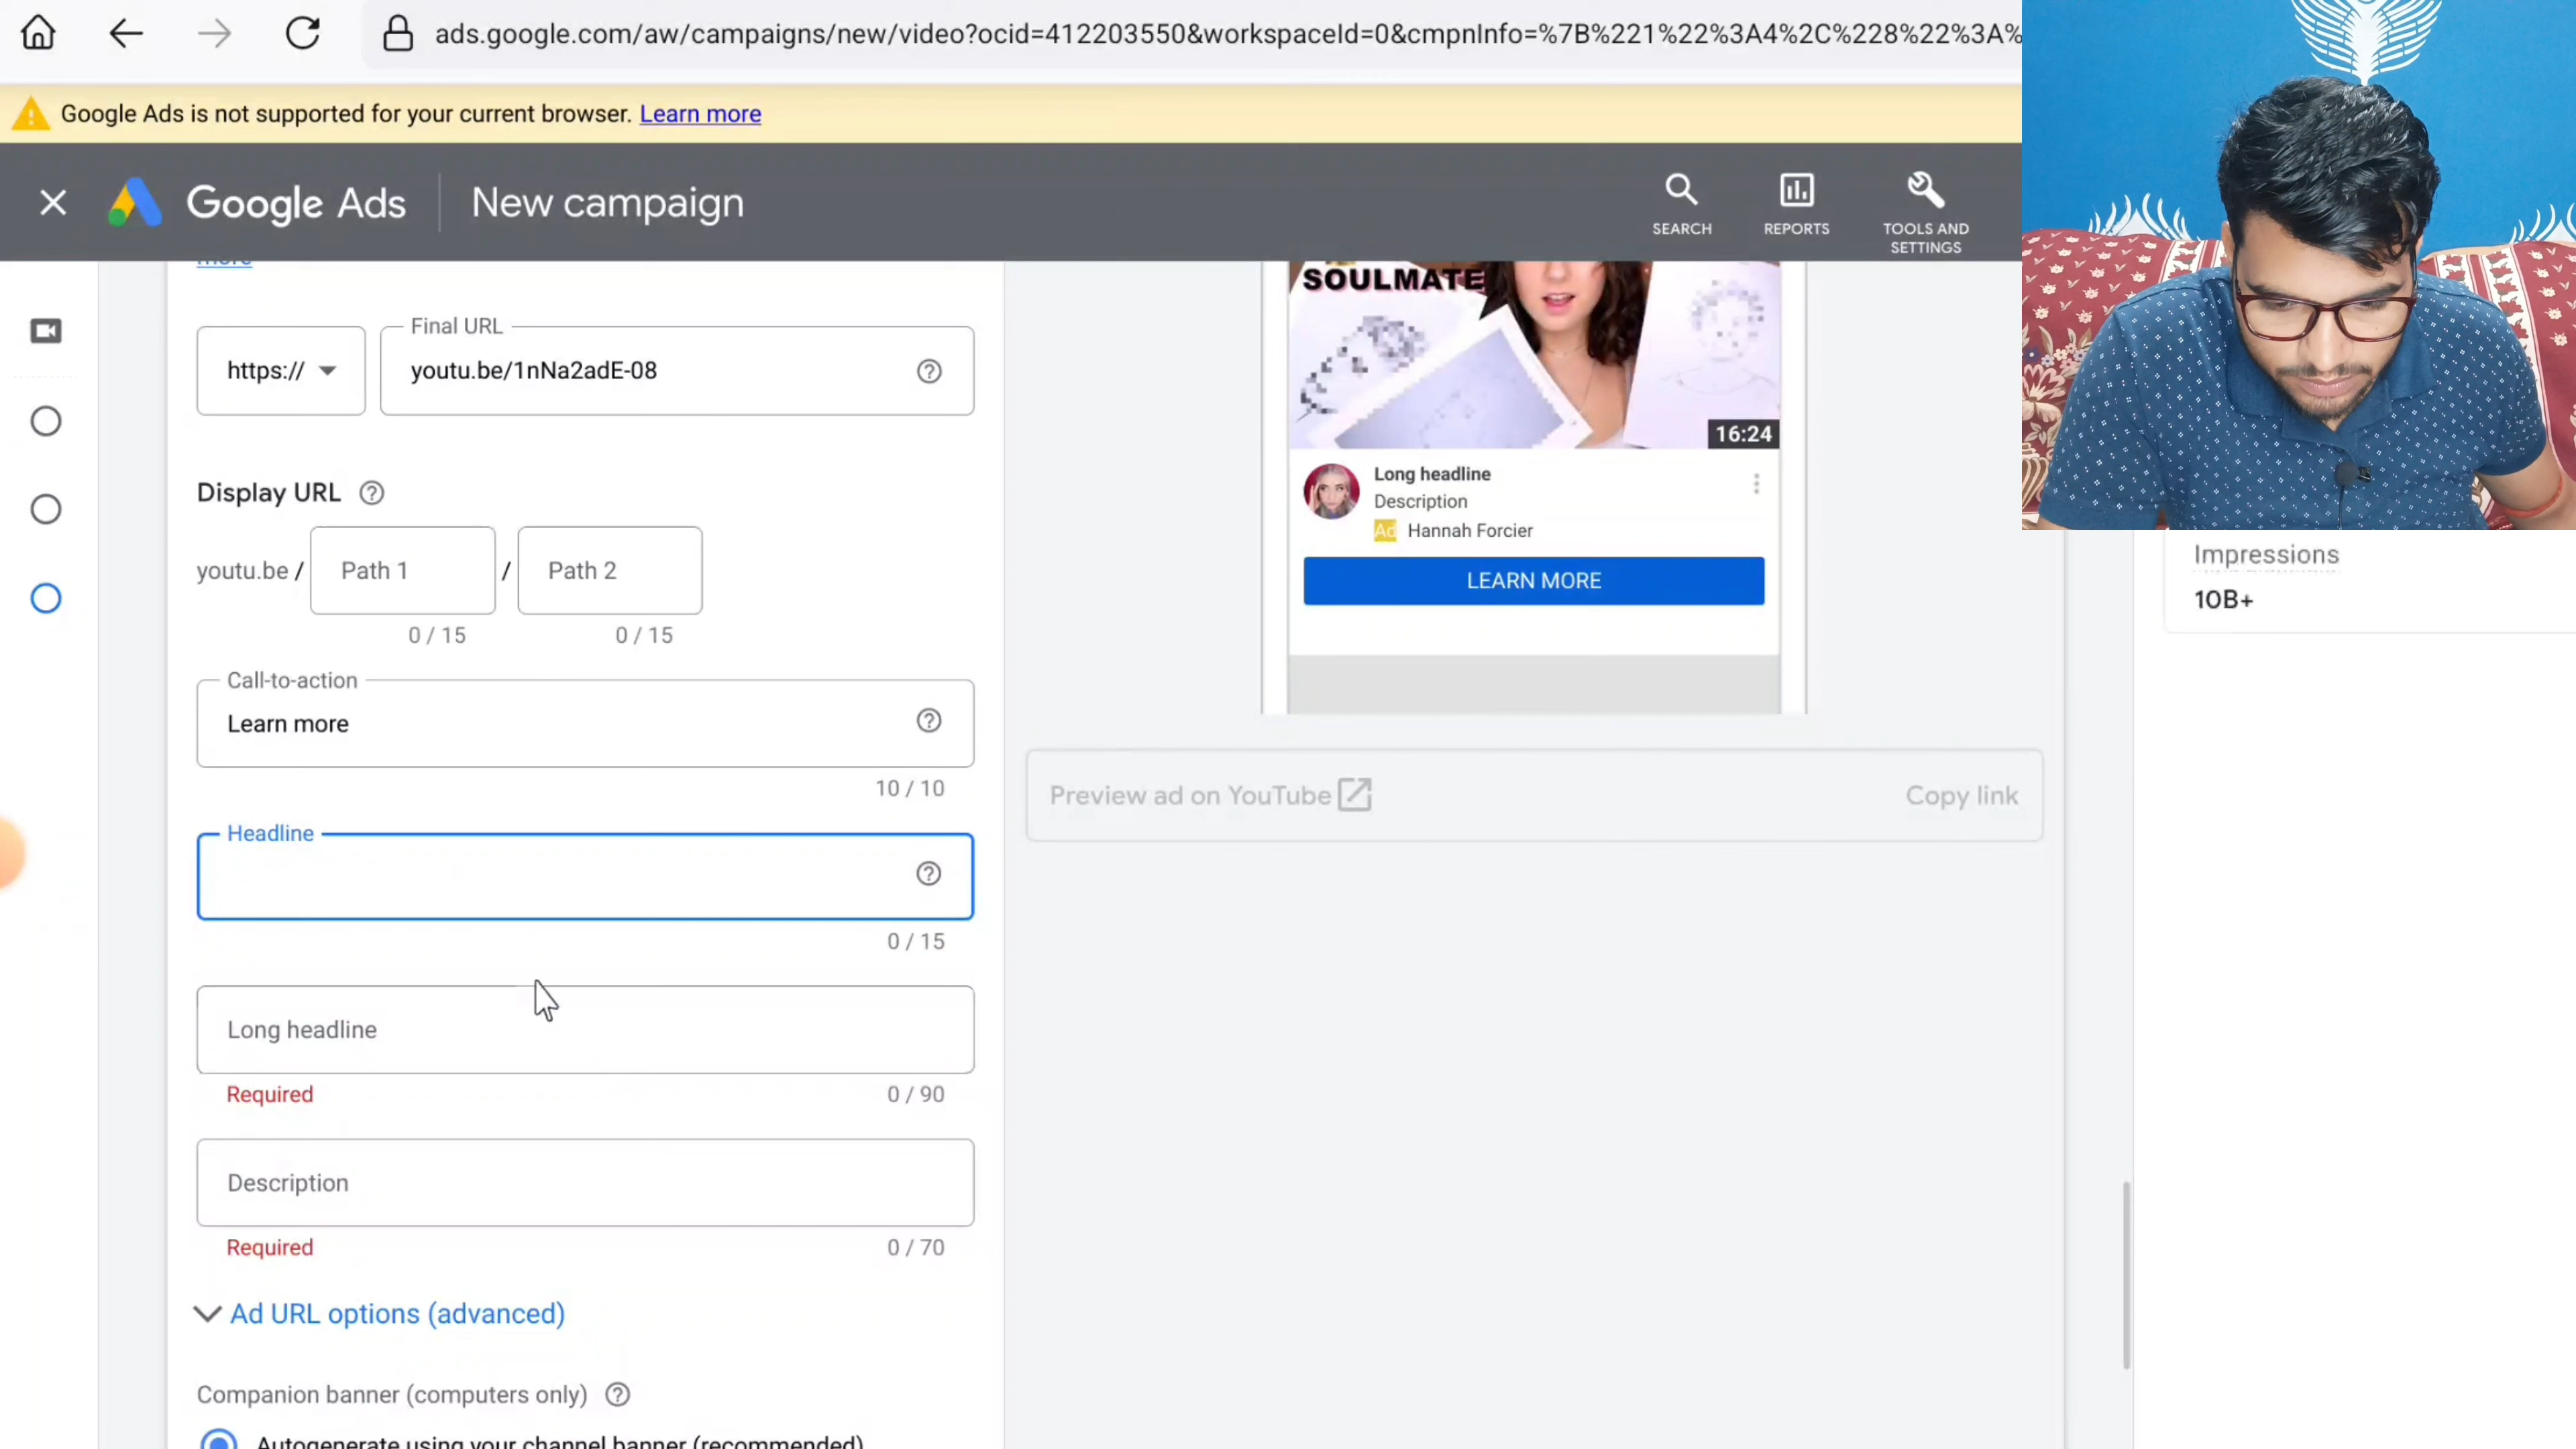 ads.google.com/aw/campaigns/new/video?ocid=412203550&workspaceId=0&cmpnInfo=%7B%221%22%3A4%2C%228%22%3A%
Google Ads is not supported for your current browser. Learn more
Google Ads
New campaign
SEARCH
REPORTS
TOOLS AND
SETTINGS
more
https://
Final URL
youtu.be/1nNa2adE-08
Display URL
youtu.be / Path 1 / Path 2
0 / 15
0 / 15
Call-to-action
Learn more
10 / 10
Headline
0 / 15
Long headline
Required
0 / 90
Description
Required
0 / 70
Ad URL options (advanced)
Companion banner (computers only)
Autogenerate using your channel banner (recommended)
SOULMATE
16:24
Long headline
Description
Ad Hannah Forcier
LEARN MORE
Preview ad on YouTube
Copy link
Impressions
10B+